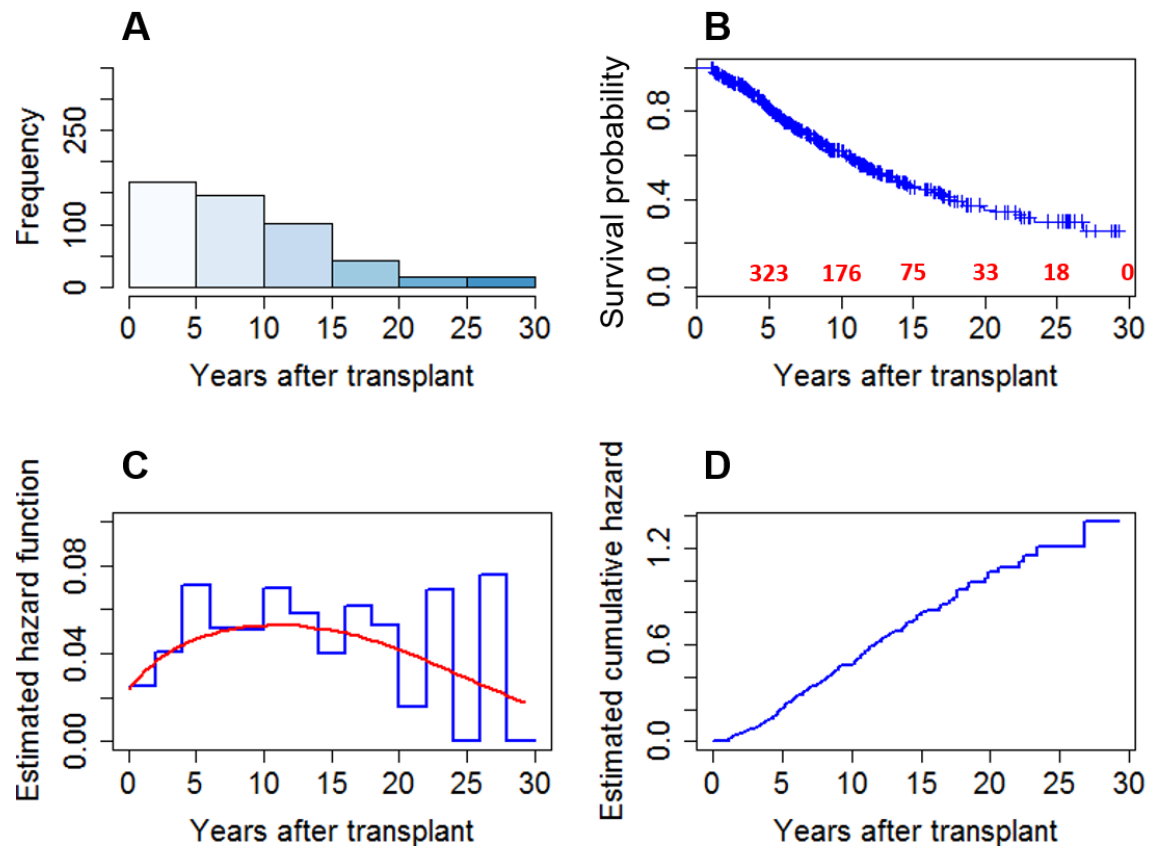 A
Frequency
0 100 250
0 5 10 15 20 25 30
Years after transplant
B
Survival probability
0.0 0.4 0.8
323 176 75 33 18 0
0 5 10 15 20 25 30
Years after transplant
C
Estimated hazard function
0.00 0.04 0.08
0 5 10 15 20 25 30
Years after transplant
D
Estimated cumulative hazard
0.0 0.6 1.2
0 5 10 15 20 25 30
Years after transplant